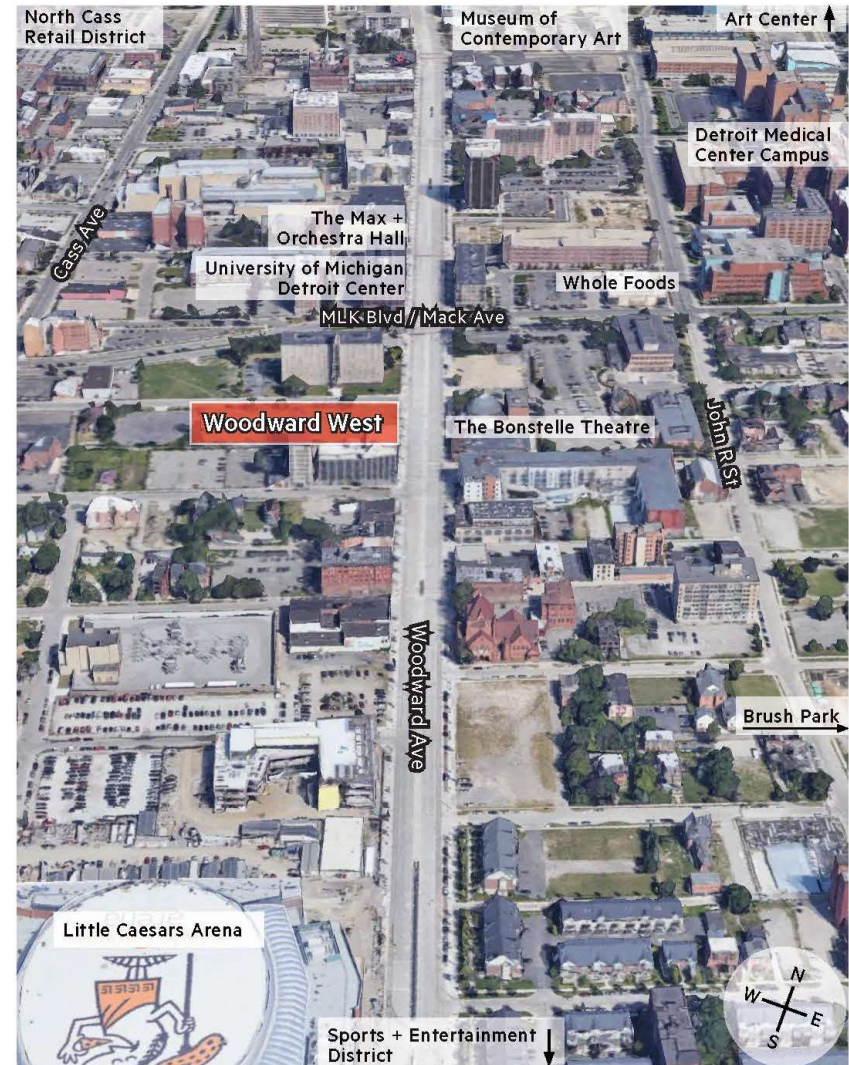 North Cass
Retail District
Museum of
Contemporary Art
Art Center
Detroit Medical
Center Campus
Cass Ave
The Max +
Orchestra Hall
University of Michigan
Detroit Center
Whole Foods
MLK Blvd // Mack Ave
John R St
Woodward West
The Bonstelle Theatre
Woodward Ave
Brush Park
Little Caesars Arena
N
W
E
S
Sports + Entertainment
District